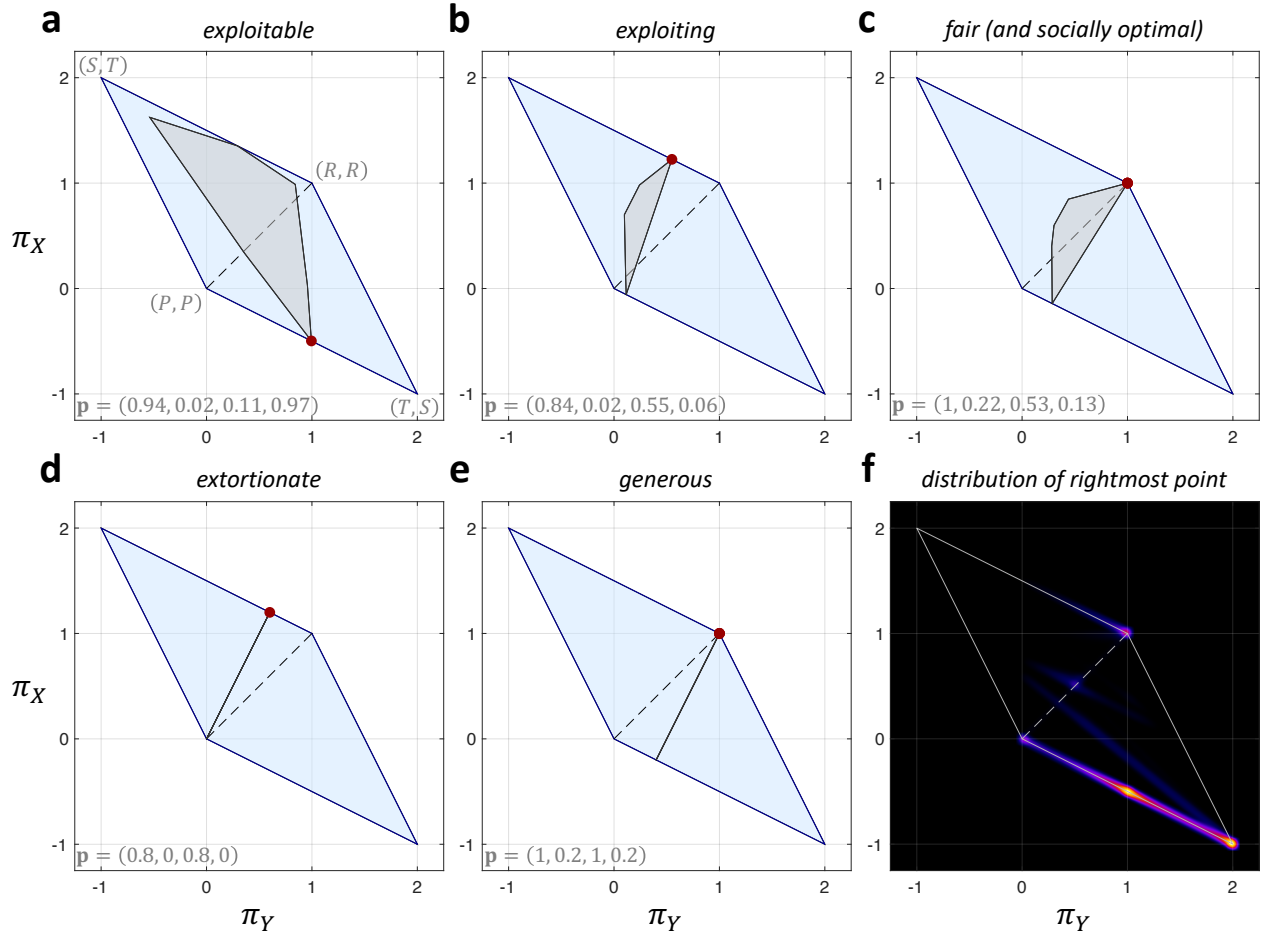 a
exploitable
b
exploiting
c
fair (and socially optimal)
(S, T)
(R, R)
(P, P)
(T, S)
π_X
2
1
0
-1
p = (0.94, 0.02, 0.11, 0.97)
-1 0 1 2
2
1
0
-1
p = (0.84, 0.02, 0.55, 0.06)
-1 0 1 2
2
1
0
-1
p = (1, 0.22, 0.53, 0.13)
-1 0 1 2
d
extortionate
e
generous
f
distribution of rightmost point
π_X
2
1
0
-1
p = (0.8, 0, 0.8, 0)
-1 0 1 2
π_Y
2
1
0
-1
p = (1, 0.2, 1, 0.2)
-1 0 1 2
π_Y
2
1
0
-1
-1 0 1 2
π_Y